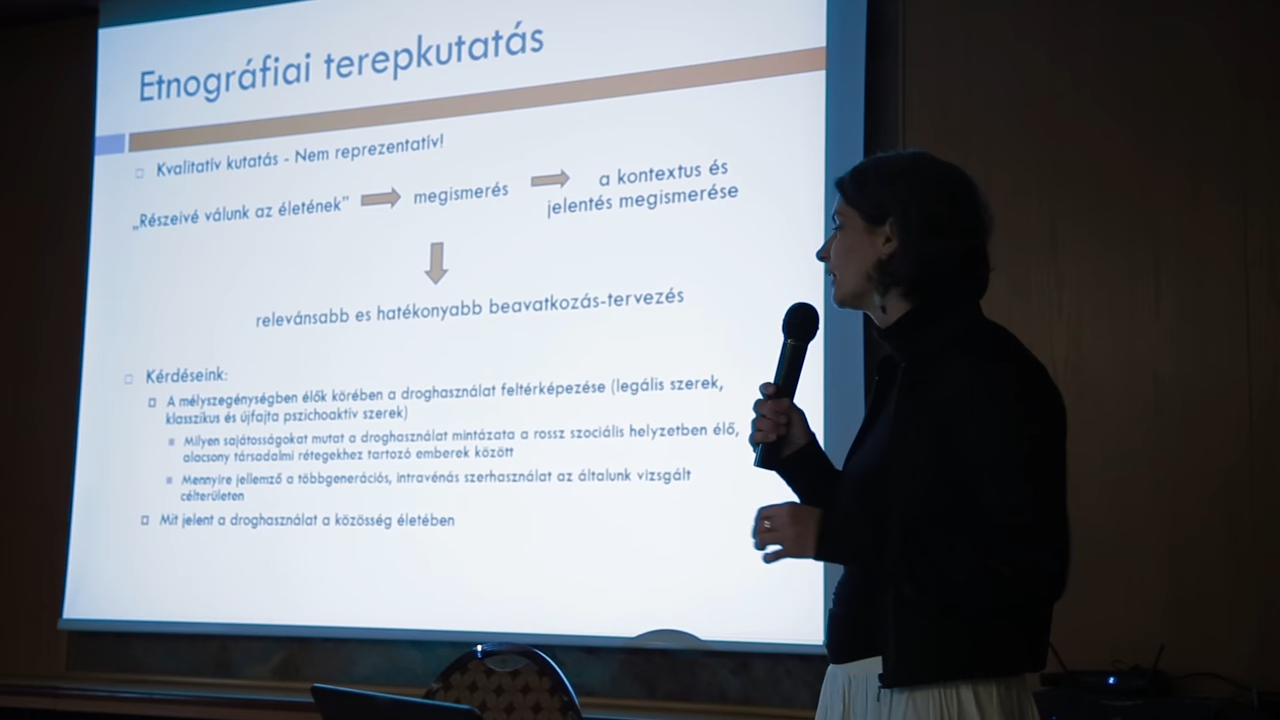 Etnográfiai terepkutatás
Kvalitatív kutatás - Nem reprezentatív!
„Részeivé válunk az életének” megismerés a kontextus és
jelentés megismerése
relevánsabb es hatékonyabb beavatkozás-tervezés
Kérdéseink:
A mélyszegénységben élők körében a droghasználat feltérképezése (legális szerek,
klasszikus és újfajta pszichoaktív szerek)
Milyen sajátosságokat mutat a droghasználat mintázata a rossz szociális helyzetben élő,
alacsony társadalmi rétegekhez tartozó emberek között
Mennyire jellemző a többgenerációs, intravénás szerhasználat az általunk vizsgált
célterületen
Mit jelent a droghasználat a közösség életében